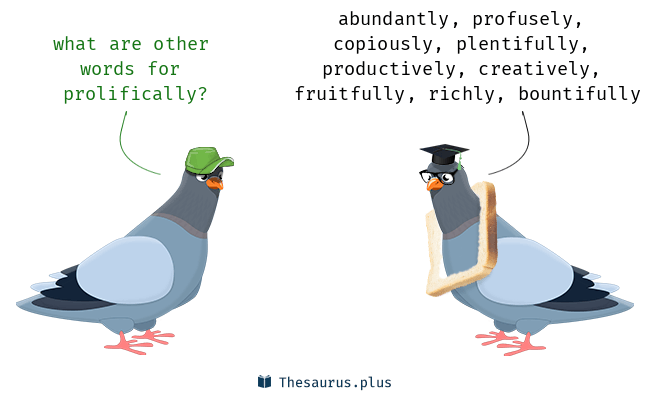 what are other
words for
prolifically?
abundantly, profusely,
copiously, plentifully,
productively, creatively,
fruitfully, richly, bountifully
Thesaurus.plus